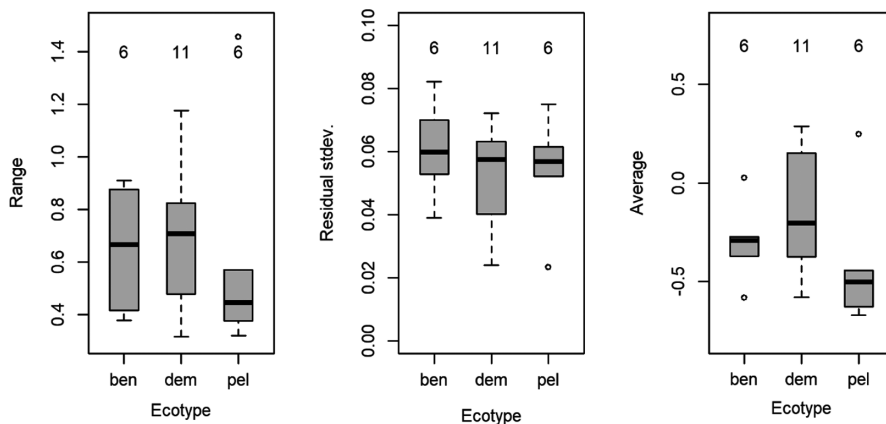 6 11 6
Range
0.4 0.6 0.8 1.0 1.2 1.4
ben dem pel
Ecotype
6 11 6
Residual stdev.
0.00 0.02 0.04 0.06 0.08 0.10
ben dem pel
Ecotype
6 11 6
Average
-0.5 0.0 0.5
ben dem pel
Ecotype